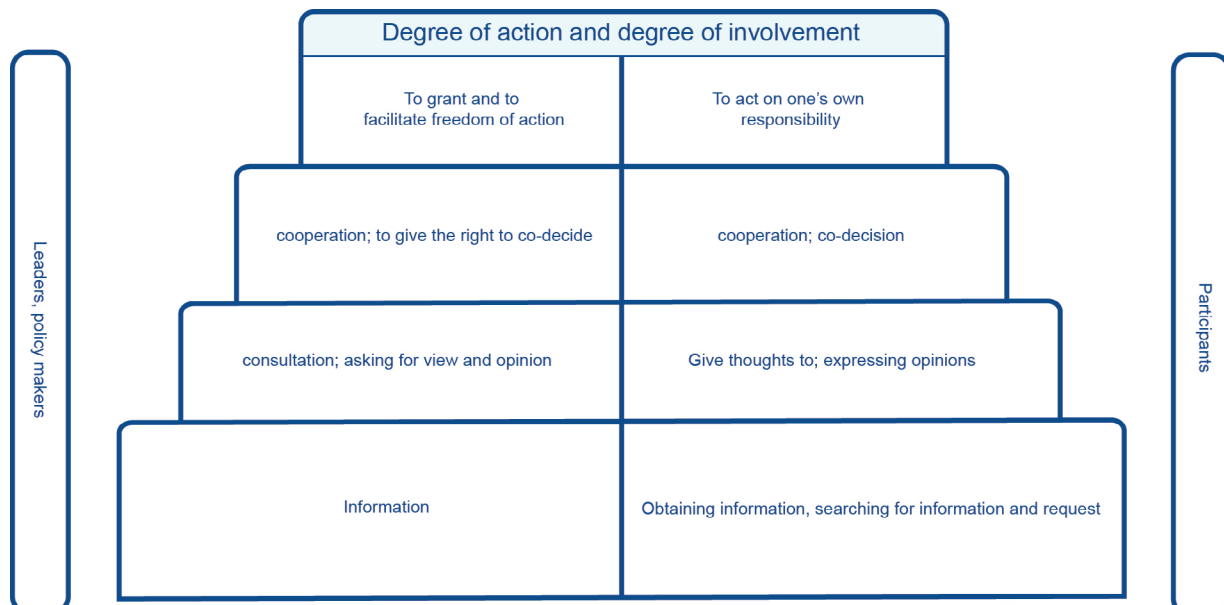 Degree of action and degree of involvement
To grant and to
facilitate freedom of action
To act on one’s own
responsibility
cooperation; to give the right to co-decide
cooperation; co-decision
consultation; asking for view and opinion
Give thoughts to; expressing opinions
Information
Obtaining information, searching for information and request
Leaders, policy makers
Participants